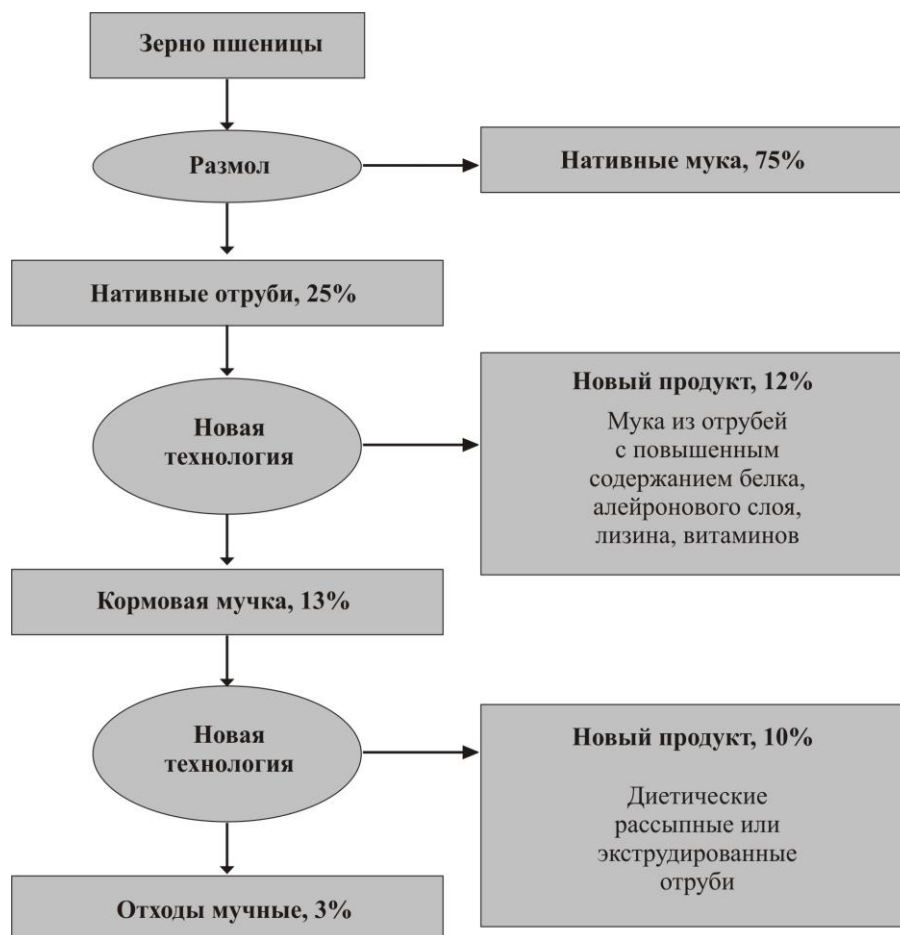 Зерно пшеницы
Размол
Нативные мука, 75%
Нативные отруби, 25%
Новая
технология
Новый продукт, 12%
Мука из отрубей
с повышенным
содержанием белка,
алейронового слоя,
лизина, витаминов
Кормовая мучка, 13%
Новая
технология
Новый продукт, 10%
Диетические
рассыпные или
экструдированные
отруби
Отходы мучные, 3%